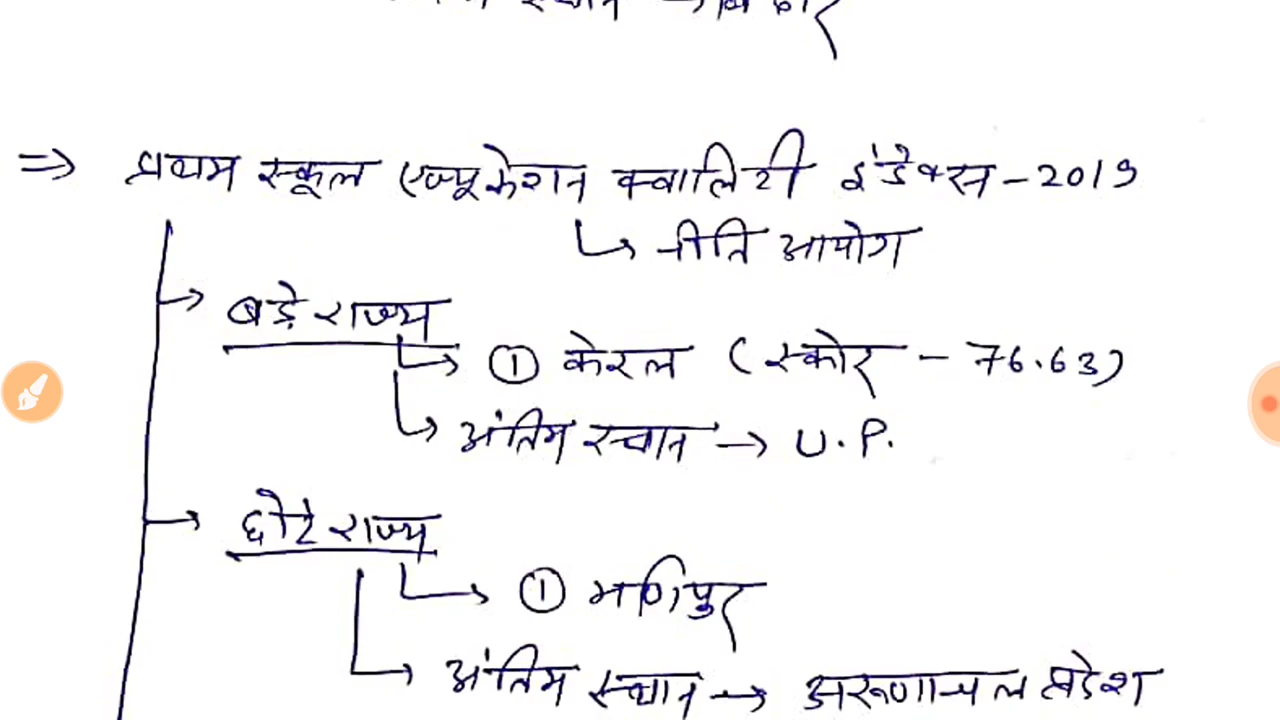 स्थान → बिहार
⇒ प्रथम स्कूल एज्यूकेशन क्वालिटी इंडेक्स - 2019
↳ नीति आयोग
→ बड़े राज्य
↳ ① केरल (स्कोर - 76.63)
↳ अंतिम स्थान → U.P.
→ छोटे राज्य
↳ ① मणिपुर
↳ अंतिम स्थान → अरूणाचल प्रदेश